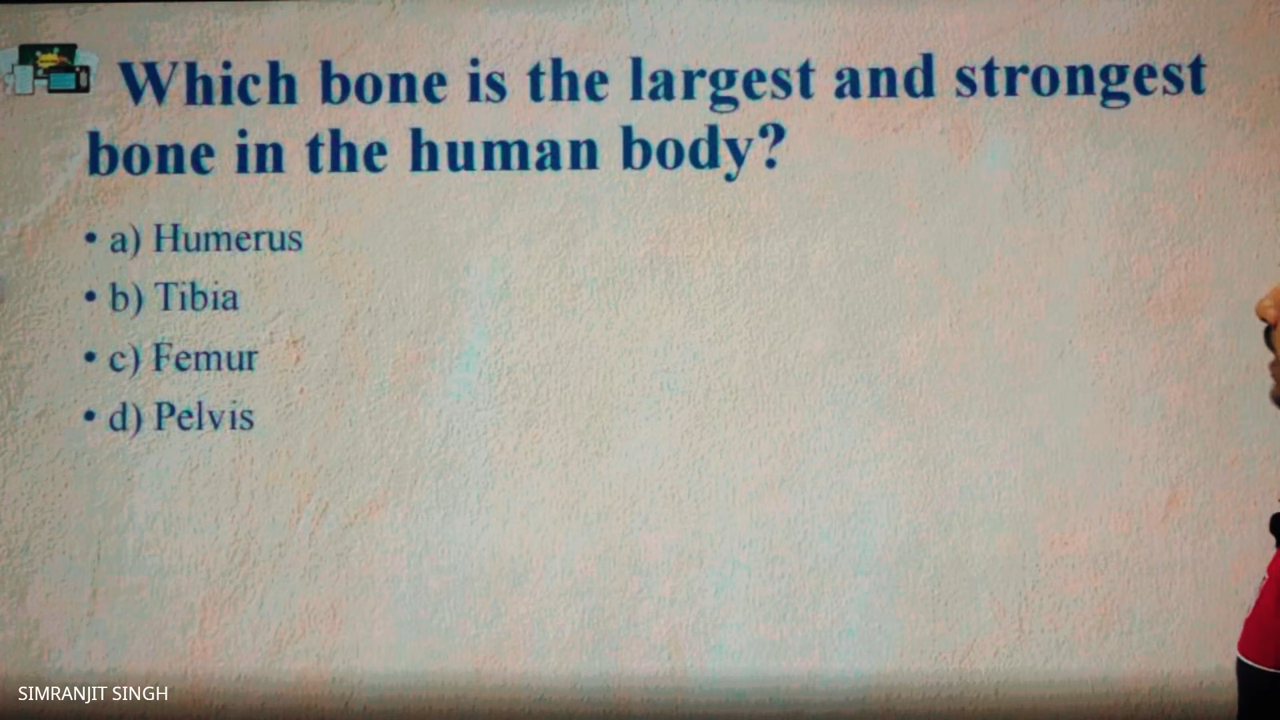 Which bone is the largest and strongest
bone in the human body?
• a) Humerus
• b) Tibia
• c) Femur
• d) Pelvis
SIMRANJIT SINGH